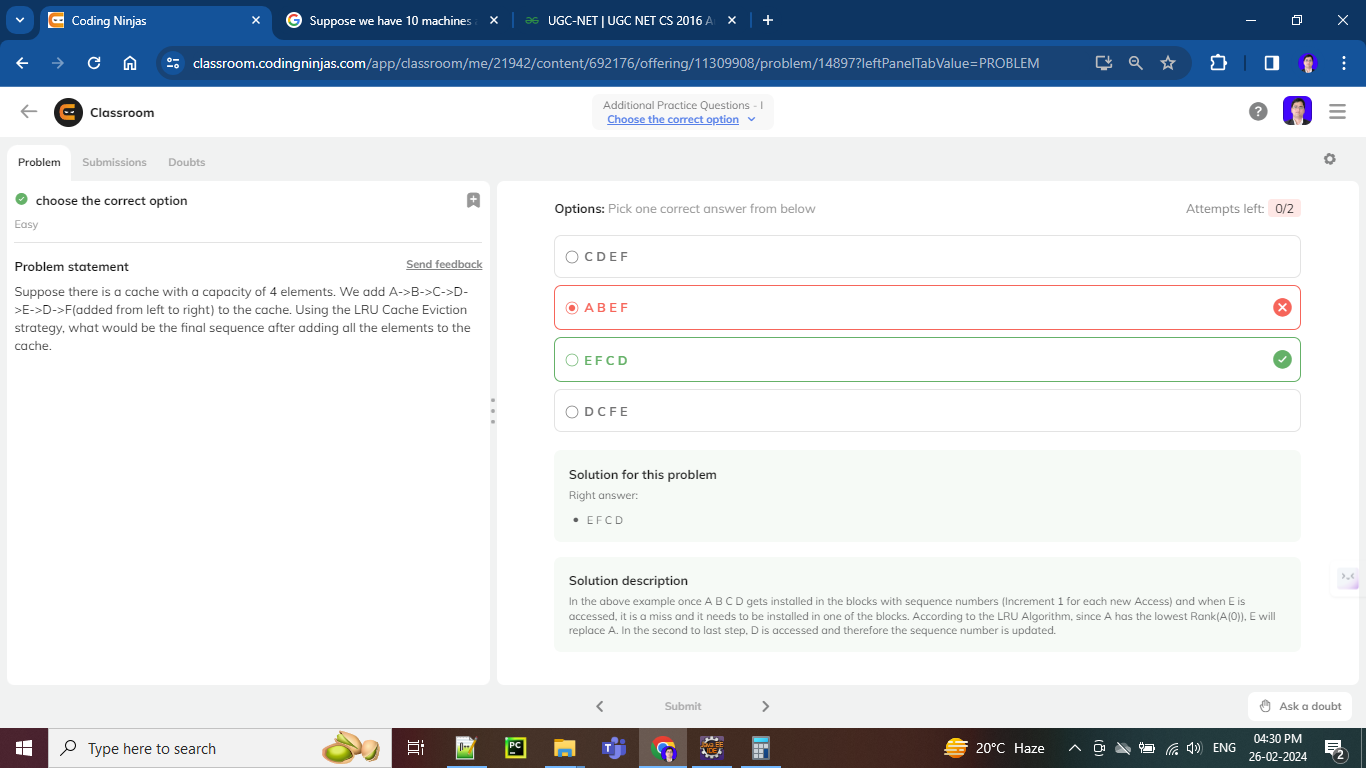 Coding Ninjas
Suppose we have 10 machines
UGC-NET | UGC NET CS 2016 A
classroom.codingninjas.com/app/classroom/me/21942/content/692176/offering/11309908/problem/14897?leftPanelTabValue=PROBLEM
Classroom
Additional Practice Questions - I
Choose the correct option
Problem Submissions Doubts
choose the correct option
Easy
Problem statement
Send feedback
Suppose there is a cache with a capacity of 4 elements. We add A->B->C->D-
>E->D->F(added from left to right) to the cache. Using the LRU Cache Eviction
strategy, what would be the final sequence after adding all the elements to the
cache.
Options: Pick one correct answer from below
Attempts left: 0/2
C D E F
A B E F
E F C D
D C F E
Solution for this problem
Right answer:
• E F C D
Solution description
In the above example once A B C D gets installed in the blocks with sequence numbers (Increment 1 for each new Access) and when E is
accessed, it is a miss and it needs to be installed in one of the blocks. According to the LRU Algorithm, since A has the lowest Rank(A(0)), E will
replace A. In the second to last step, D is accessed and therefore the sequence number is updated.
Submit
Ask a doubt
Type here to search
PC
20°C Haze
ENG
04:30 PM
26-02-2024
2